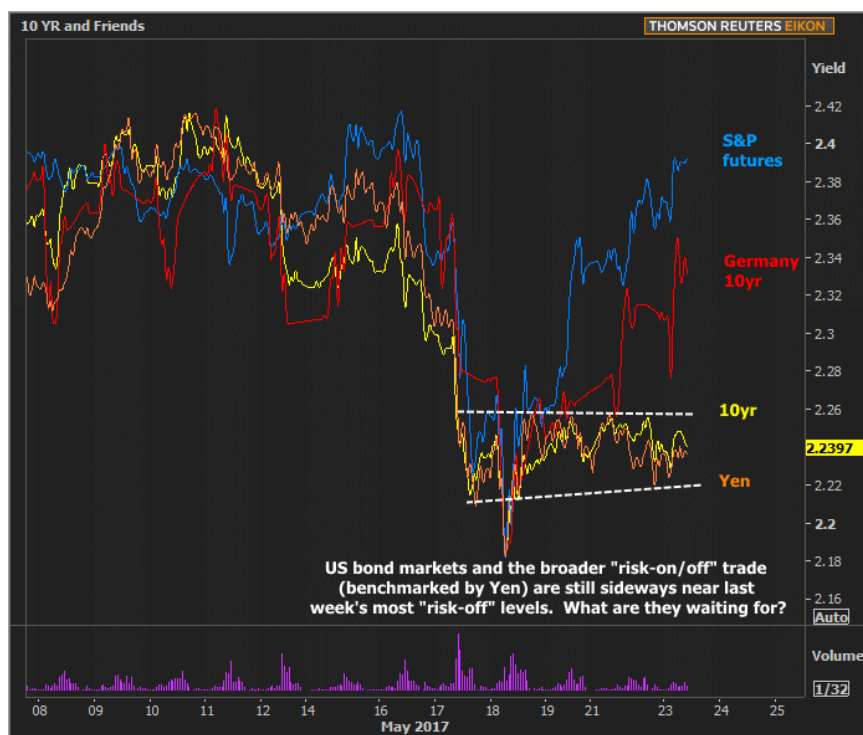 10 YR and Friends
THOMSON REUTERS EIKON
Yield
2.42
2.4
2.38
2.36
2.34
2.32
2.3
2.28
2.26
2.2397
2.22
2.2
2.18
2.16
Auto
S&P
futures
Germany
10yr
10yr
Yen
US bond markets and the broader "risk-on/off" trade
(benchmarked by Yen) are still sideways near last
week's most "risk-off" levels.  What are they waiting for?
Volume
1/32
08 09 10 11 12 14 15 16 17 18 19 21 22 23 24 25
May 2017